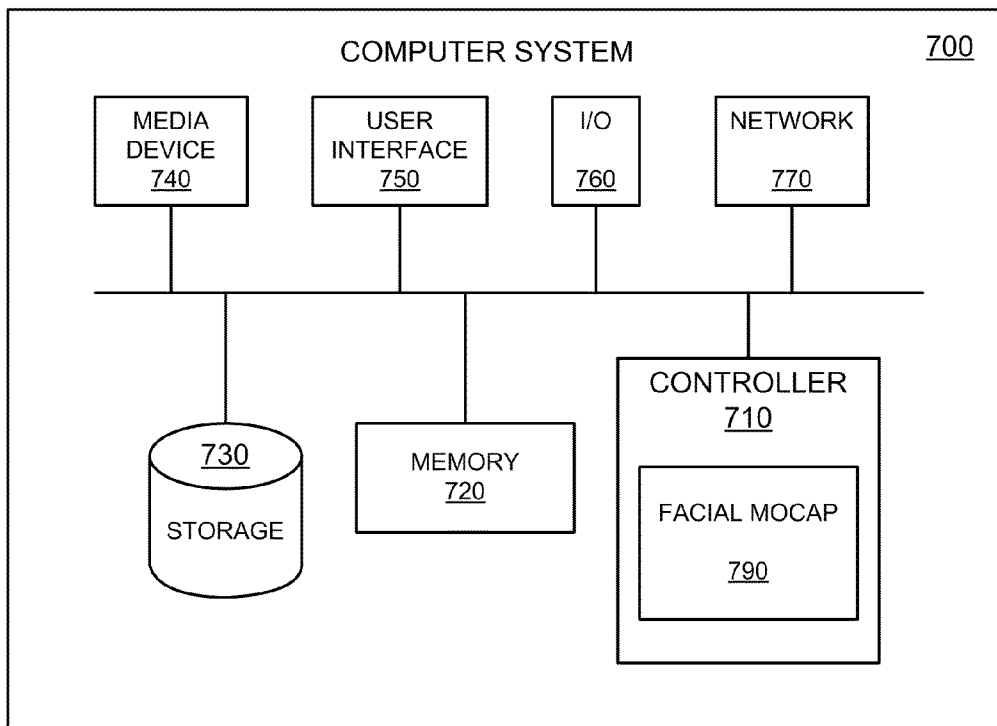 COMPUTER SYSTEM
700
MEDIA
DEVICE
740
USER
INTERFACE
750
I/O
760
NETWORK
770
730
STORAGE
MEMORY
720
CONTROLLER
710
FACIAL MOCAP
790